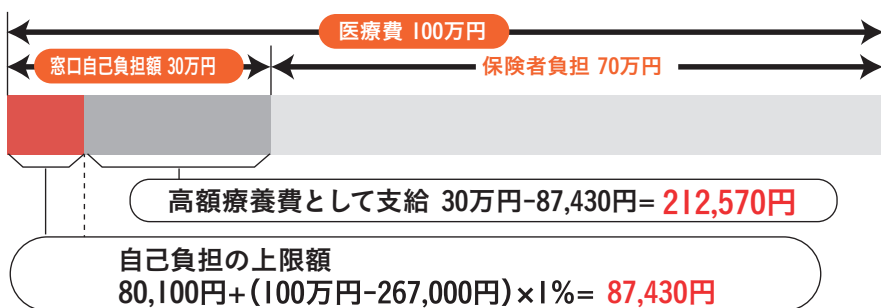 医療費 100万円
窓口自己負担額 30万円
保険者負担 70万円
高額療養費として支給 30万円-87,430円= 212,570円
自己負担の上限額
80,100円+(100万円-267,000円)×1%= 87,430円